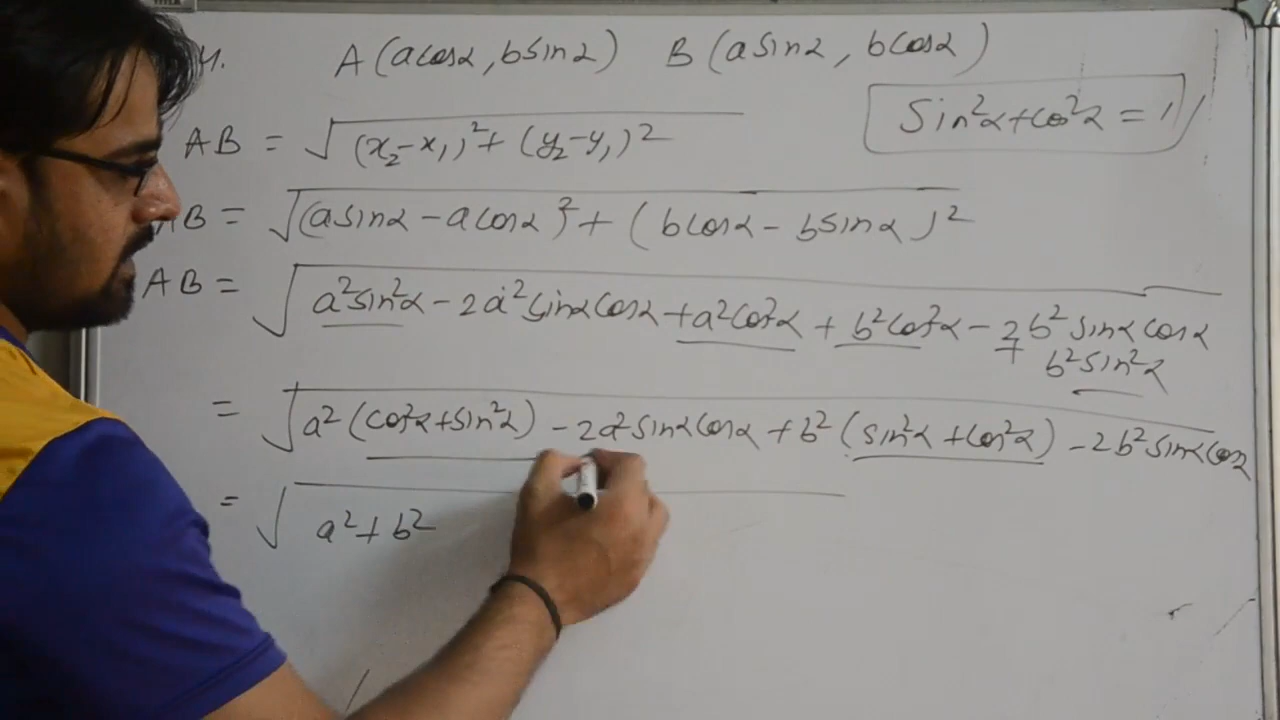 4. A (acosα, bsinα) B (asinα, bcosα)
Sin²α+cos²α = 1
AB = √(x₂-x₁)²+ (y₂-y₁)²
AB = √(asinα - acosα)² + (bcosα - bsinα)²
AB = √a²sin²α - 2a²sinαcosα +a²cos²α + b²cos²α - 2b²sinαcosα
+ b²sin²α
= √a² (cos²α+sin²α) - 2a²sinαcosα + b² (sin²α +cos²α) - 2b²sinαcosα
= √a²+b²